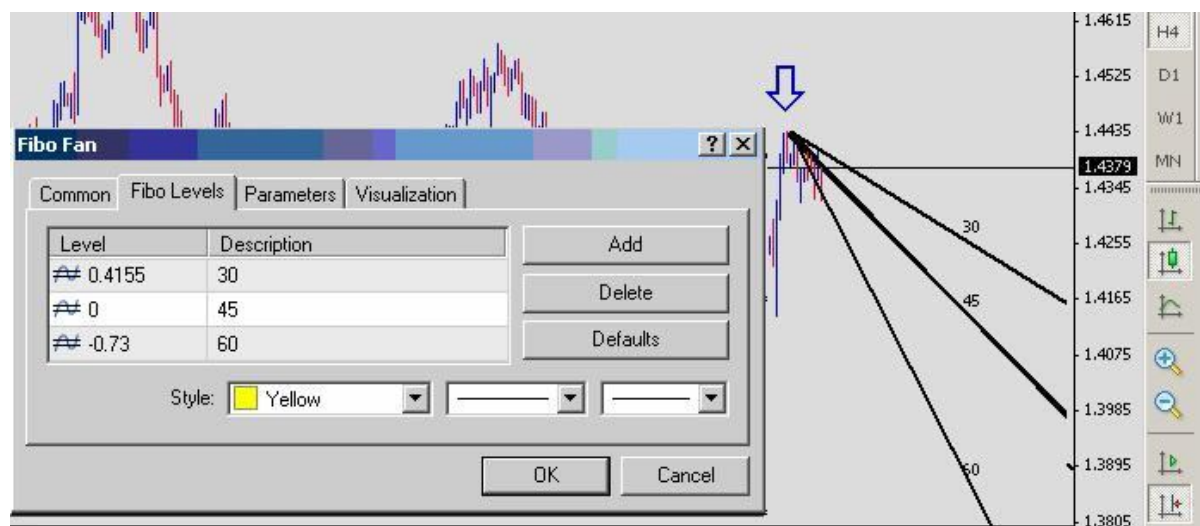 Fibo Fan
Common Fibo Levels Parameters Visualization
Level Description
0.4155 30
0 45
-0.73 60
Add
Delete
Defaults
Style: Yellow
OK Cancel
30
45
60
1.4615
1.4525
1.4435
1.4379
1.4345
1.4255
1.4165
1.4075
1.3985
1.3895
1.3805
H4
D1
W1
MN